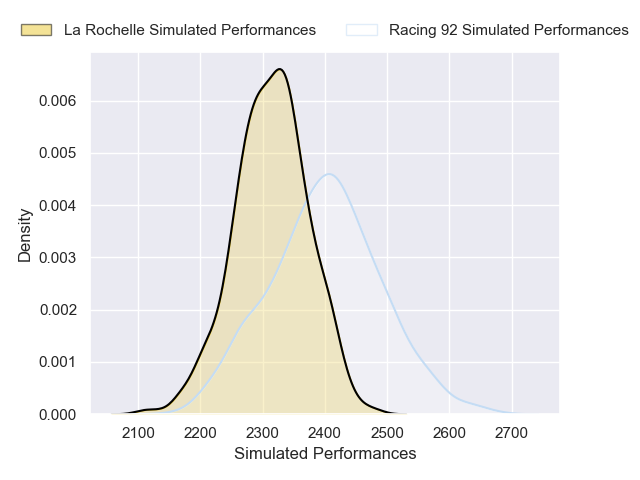 La Rochelle Simulated Performances Racing 92 Simulated Performances
0.006
0.005
0.004
0.003
0.002
0.001
0.000
Density
2100 2200 2300 2400 2500 2600 2700
Simulated Performances